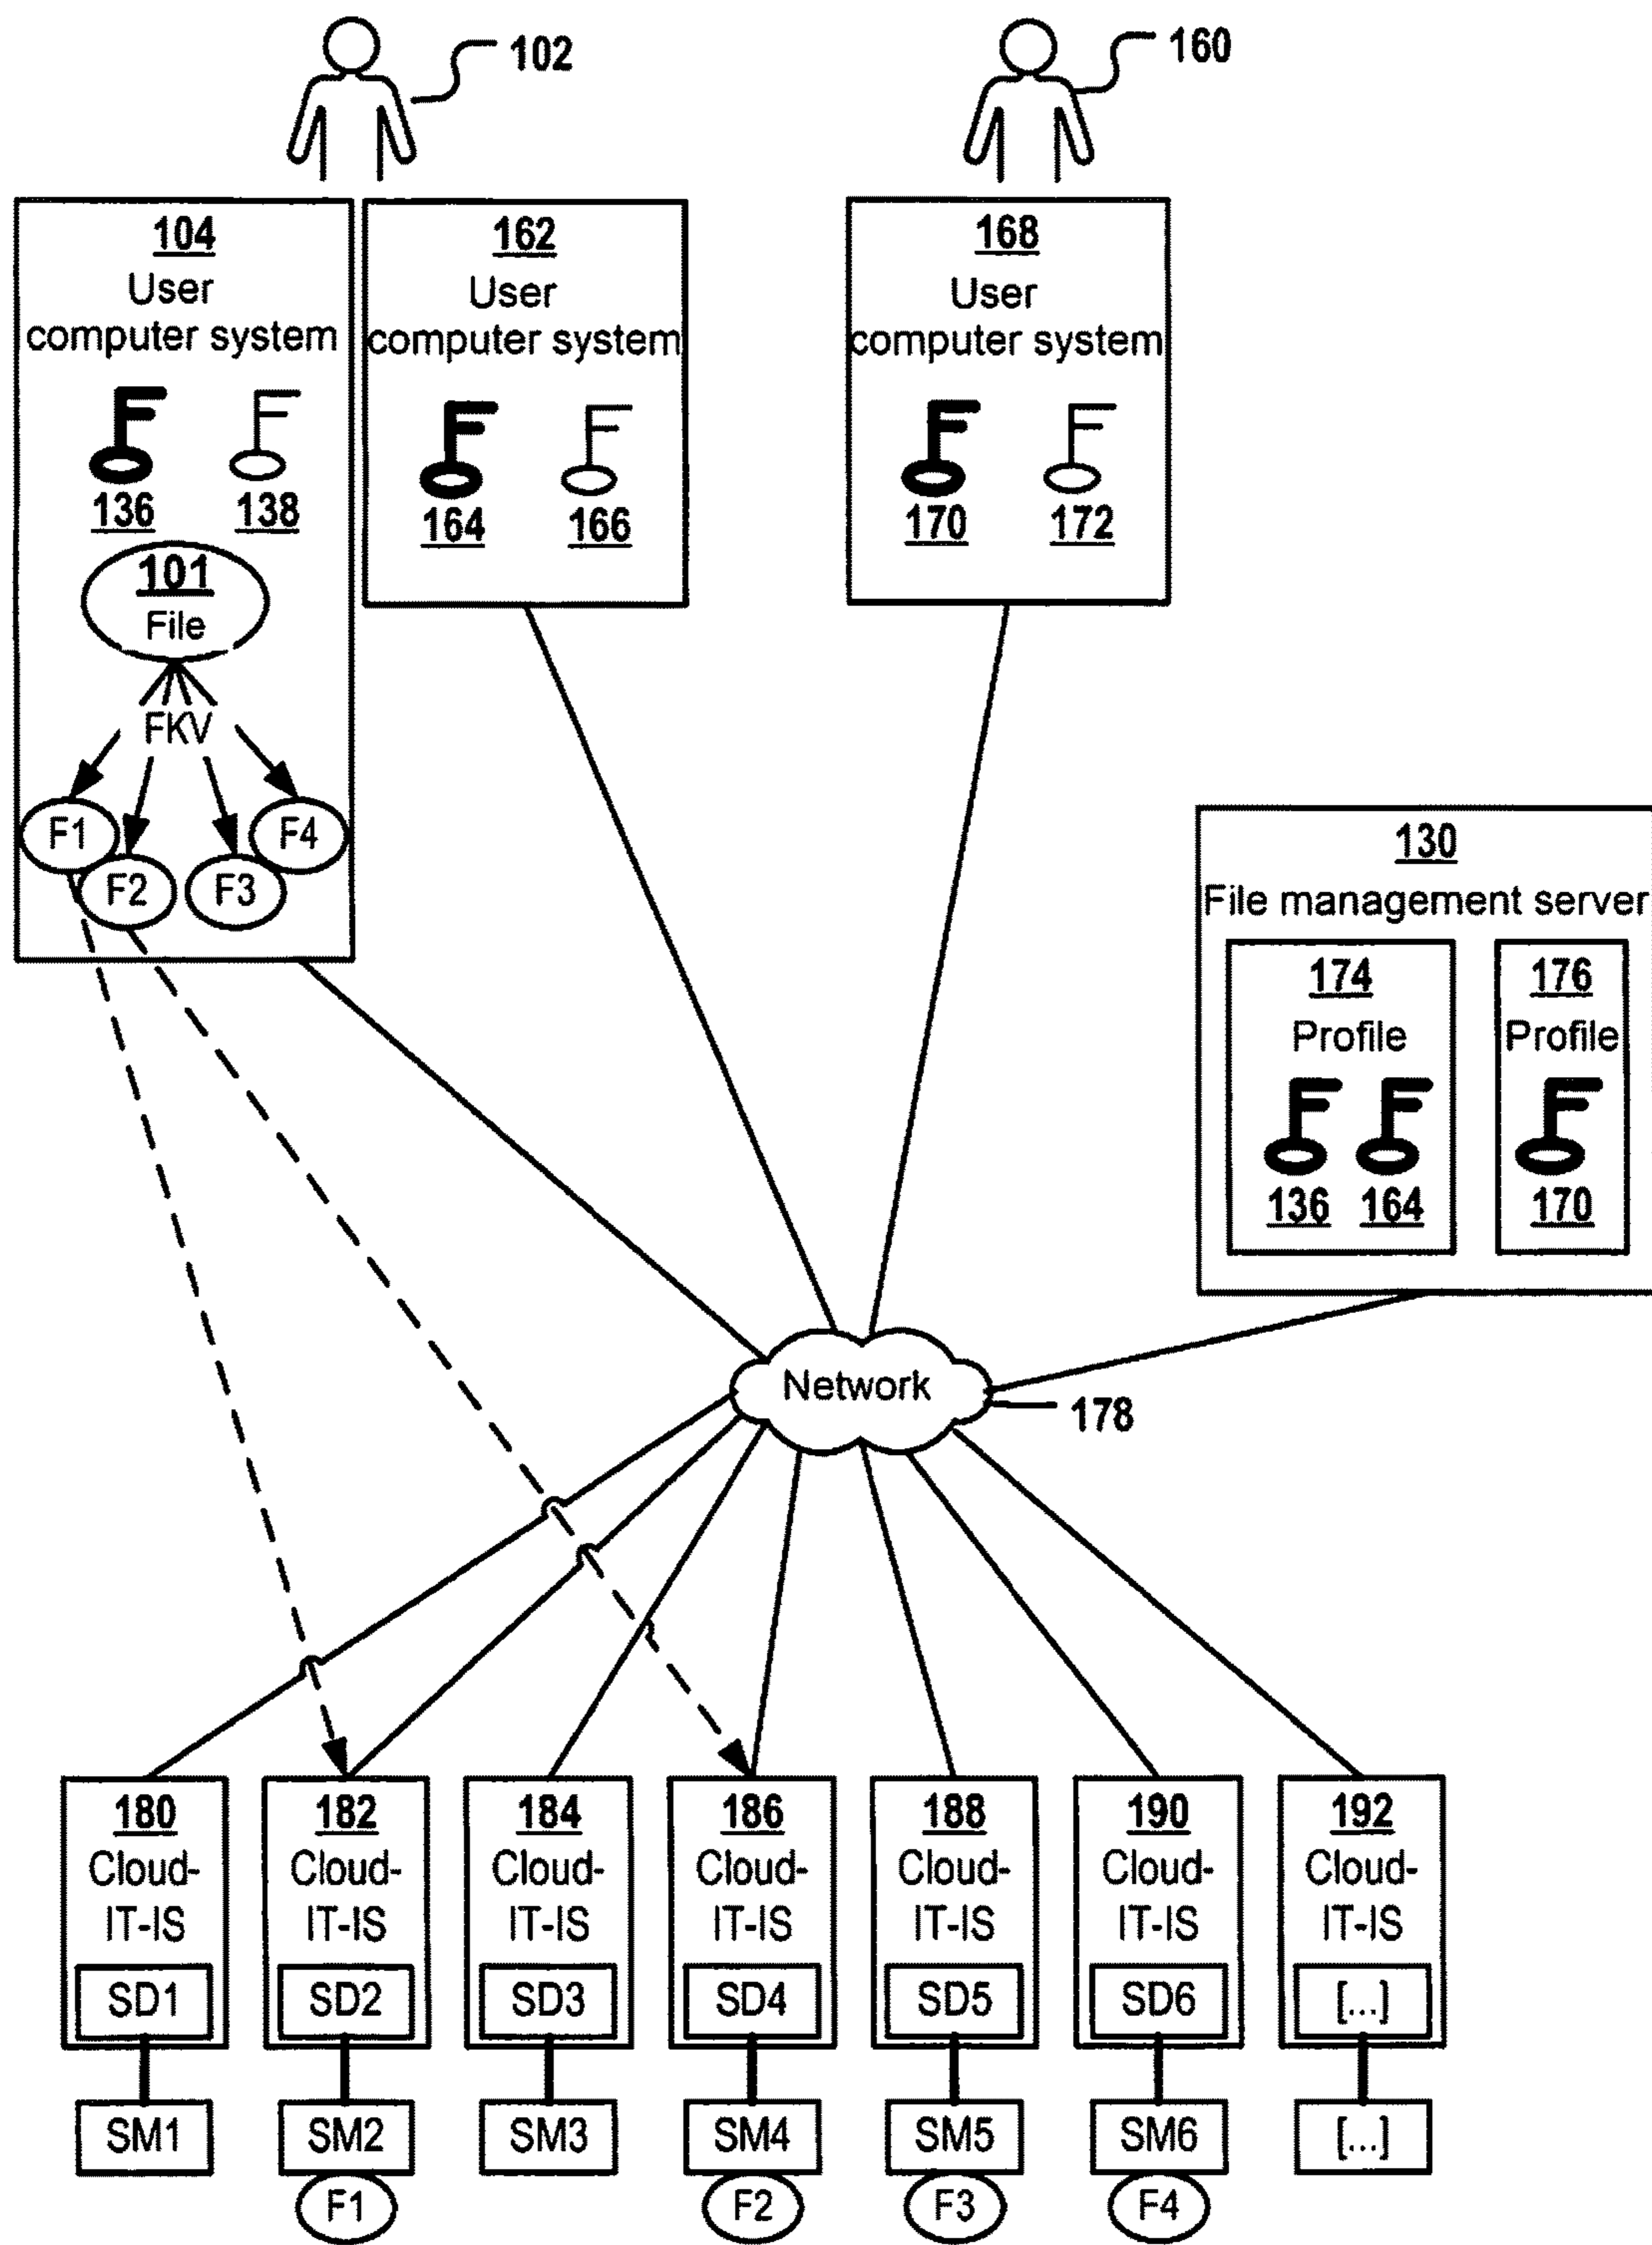 102
160
104
User
computer system
136
138
101
File
FKV
F1
F2
F3
F4
162
User
computer system
164
166
168
User
computer system
170
172
130
File management server
174
Profile
136
164
176
Profile
170
Network
178
180
Cloud-
IT-IS
SD1
SM1
182
Cloud-
IT-IS
SD2
SM2
F1
184
Cloud-
IT-IS
SD3
SM3
186
Cloud-
IT-IS
SD4
SM4
F2
188
Cloud-
IT-IS
SD5
SM5
F3
190
Cloud-
IT-IS
SD6
SM6
F4
192
Cloud-
IT-IS
[...]
[...]